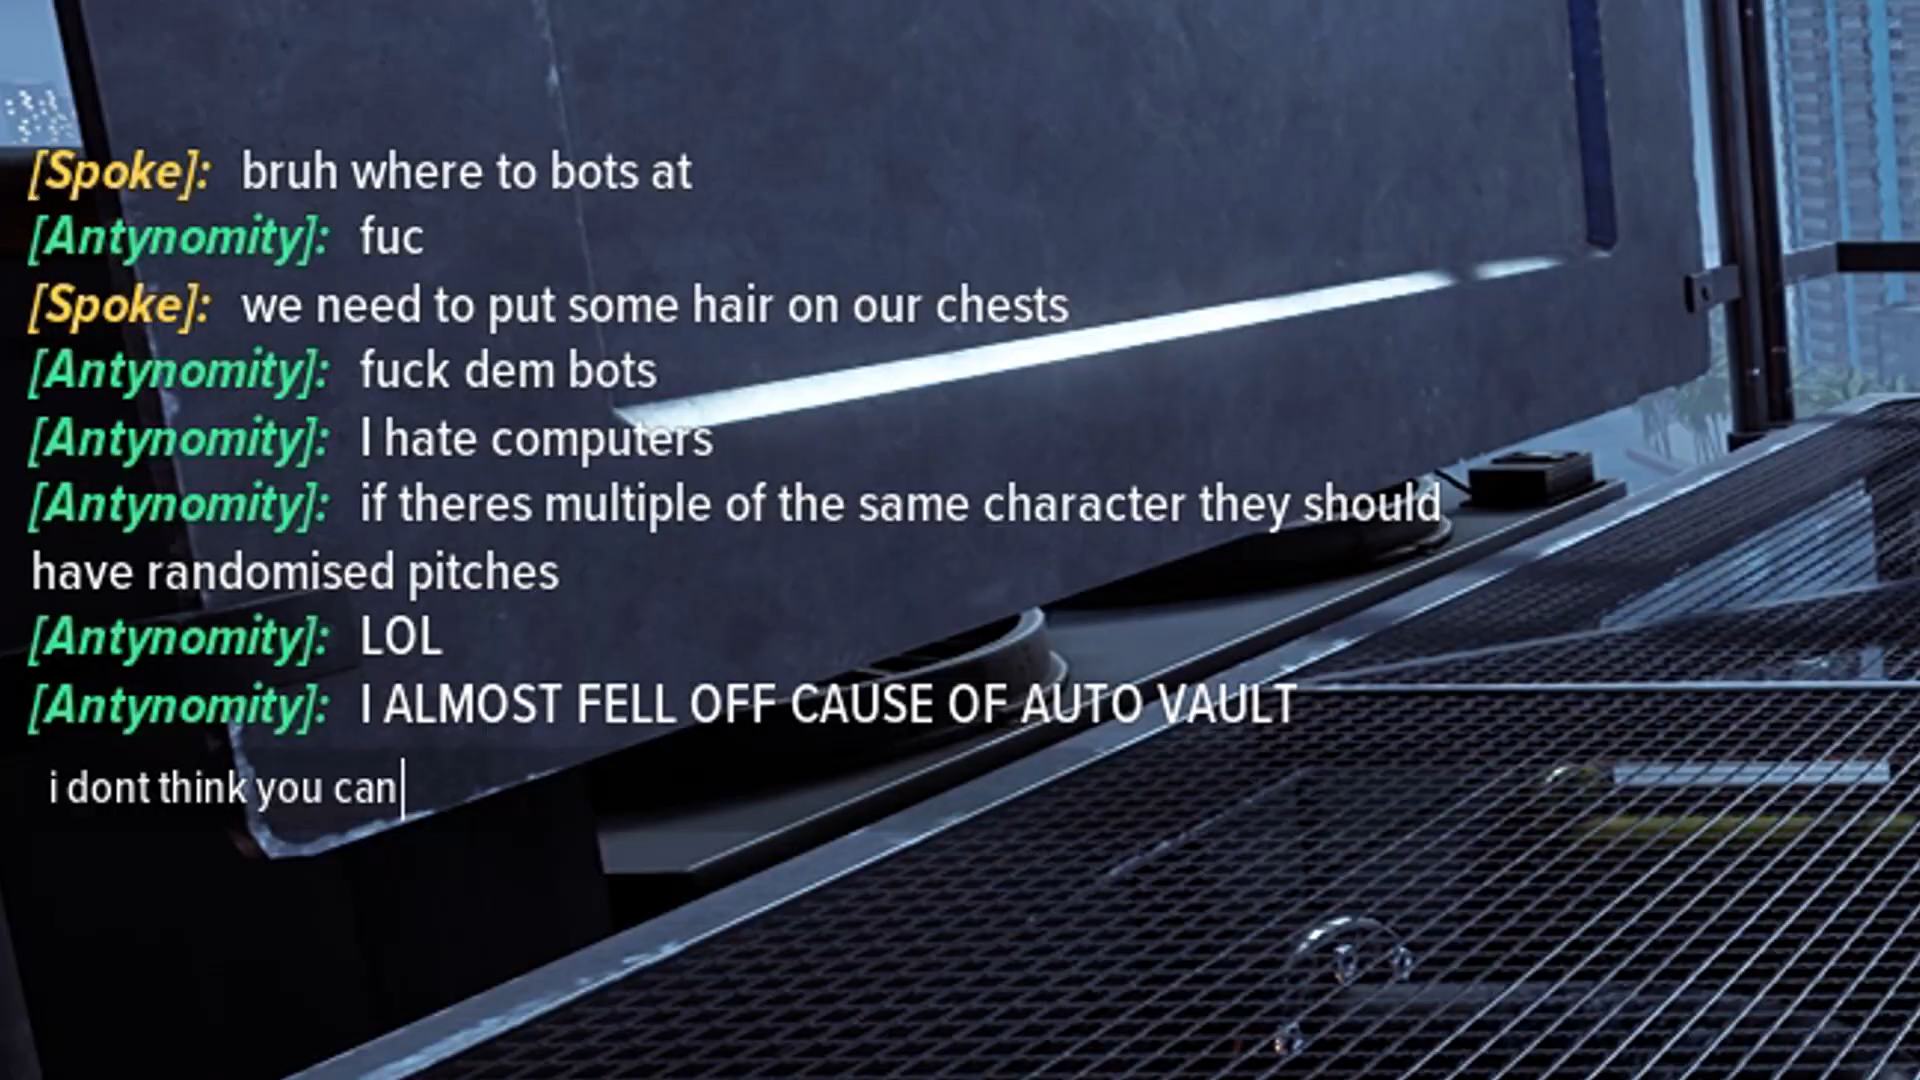 [Spoke]: bruh where to bots at
[Antynomity]: fuc
[Spoke]: we need to put some hair on our chests
[Antynomity]: fuck dem bots
[Antynomity]: I hate computers
[Antynomity]: if theres multiple of the same character they should
have randomised pitches
[Antynomity]: LOL
[Antynomity]: I ALMOST FELL OFF CAUSE OF AUTO VAULT
i dont think you can